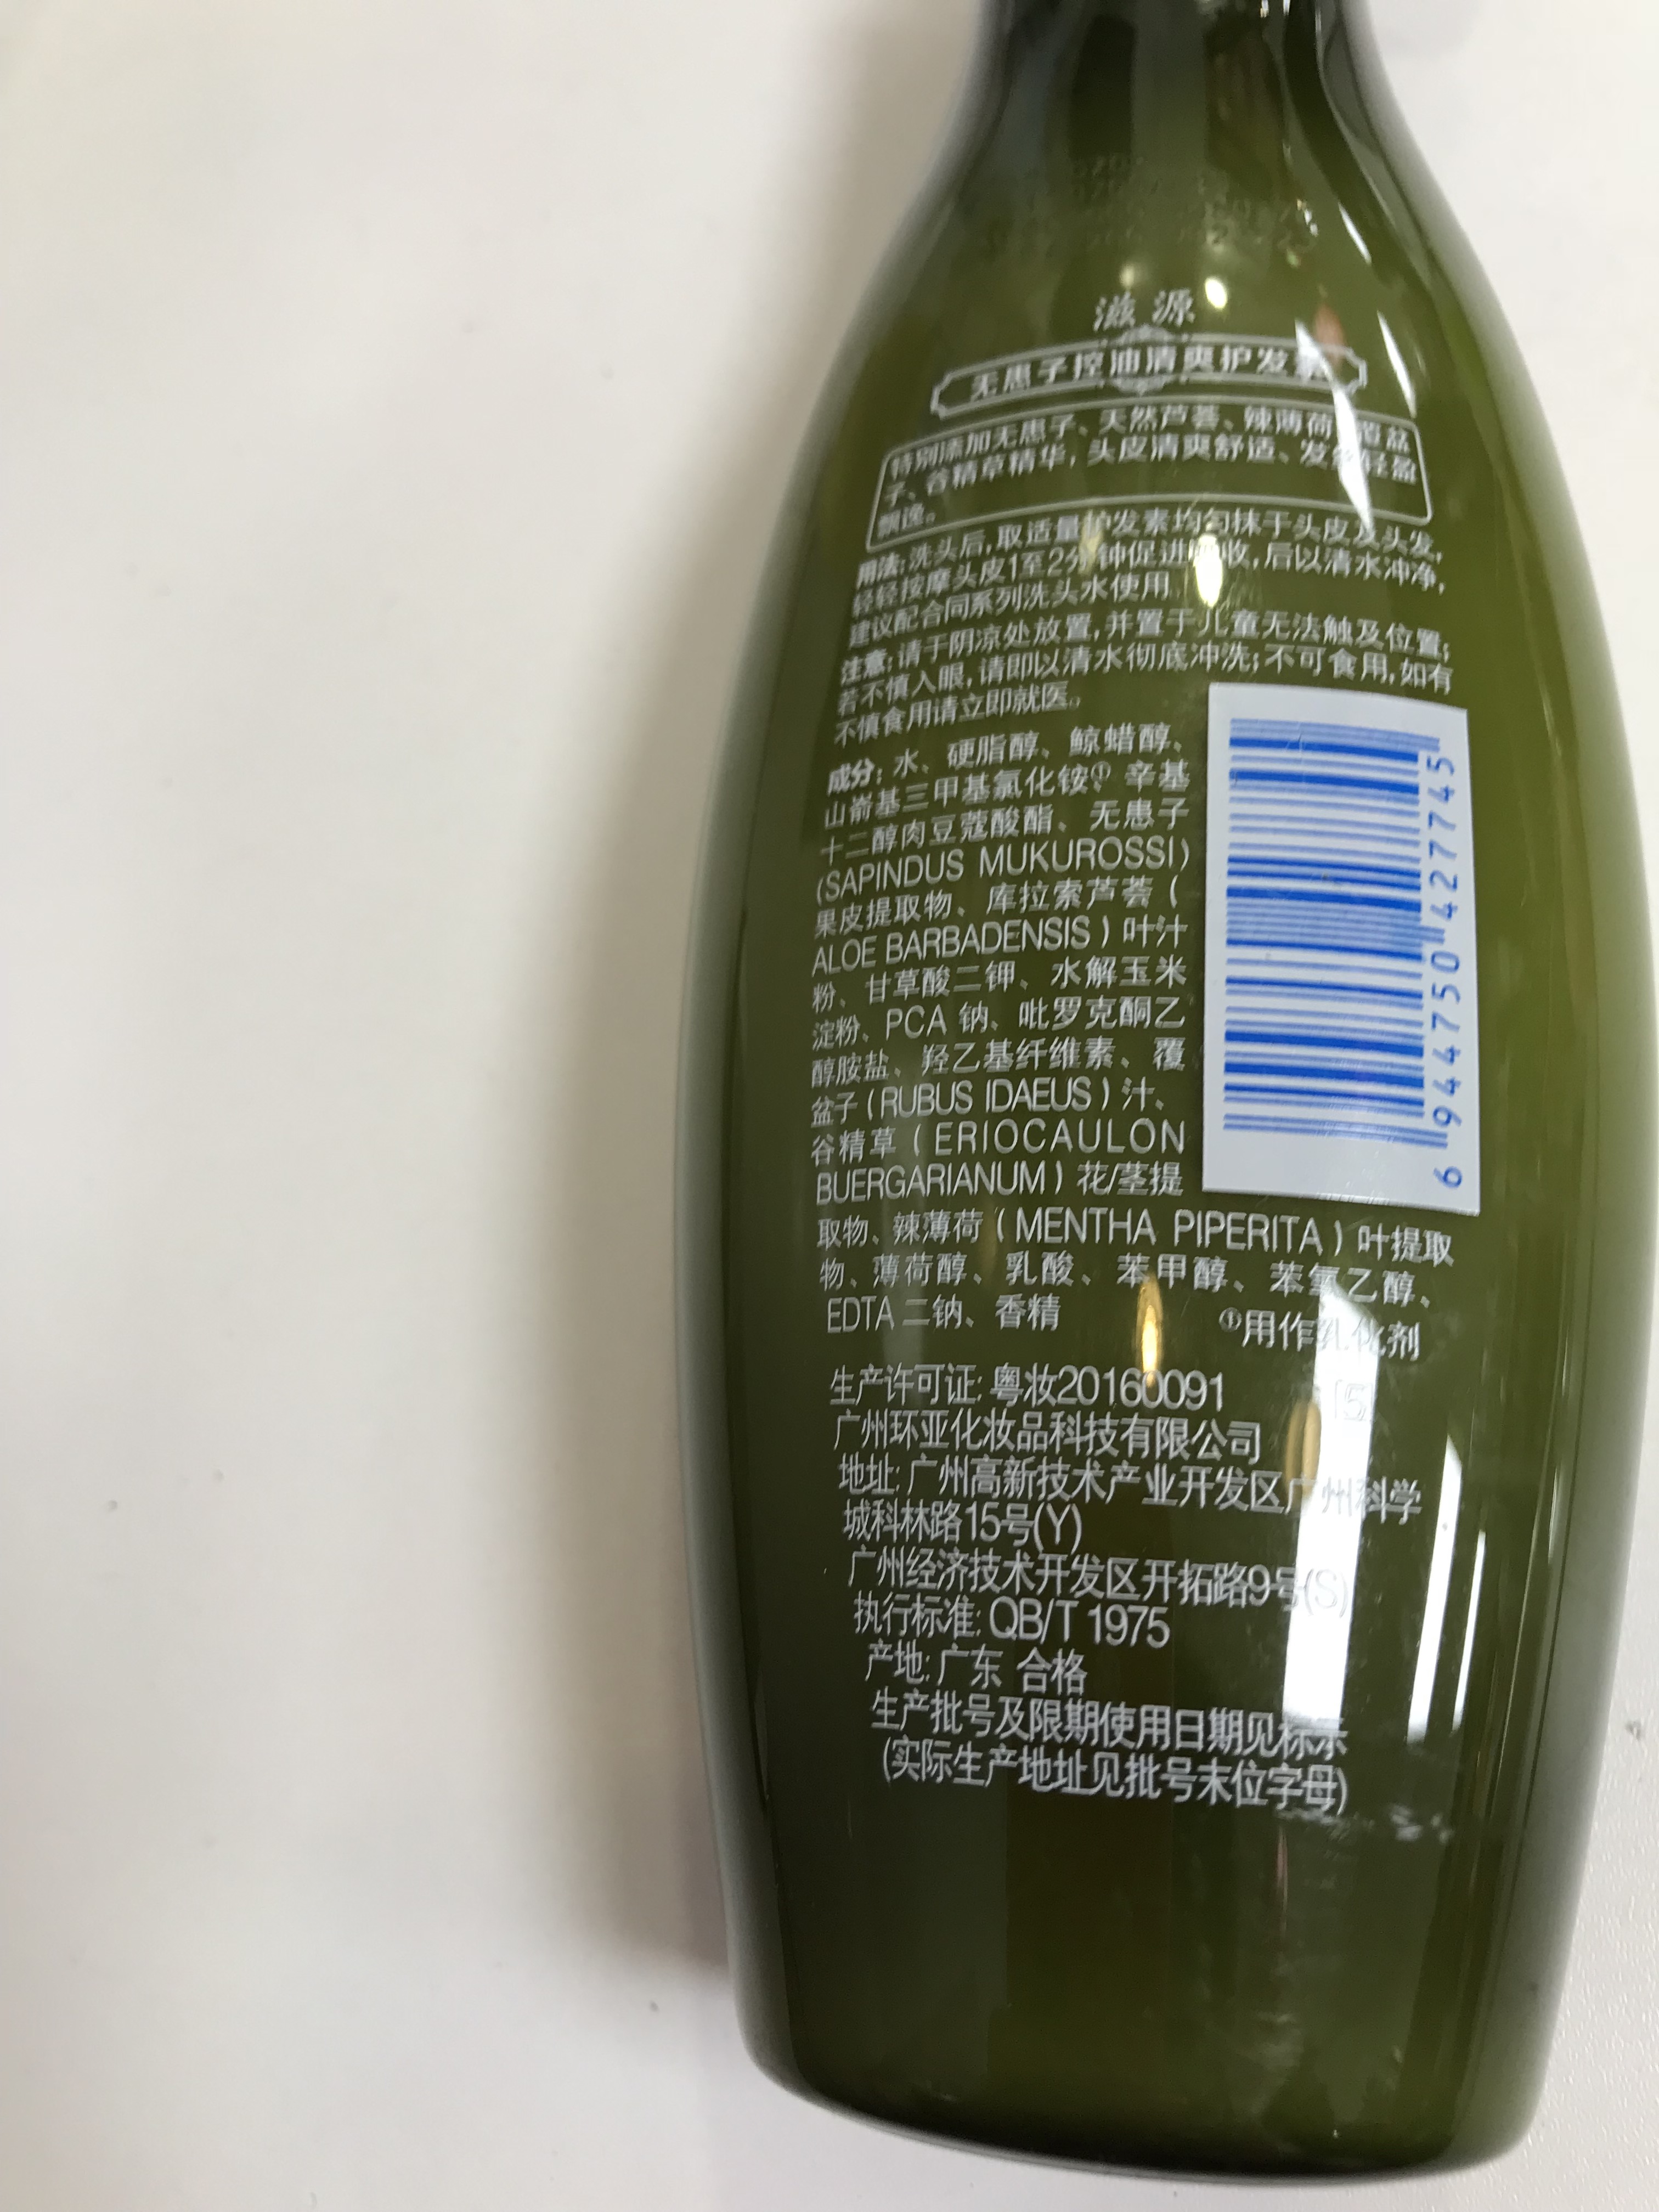 滋源
无患子控油清爽护发素
特别添加无患子、天然芦荟、辣薄荷、覆盆
子、谷精草精华，头皮清爽舒适、发丝轻盈
飘逸。
用法:洗头后,取适量护发素均匀抹于头皮及头发,
轻轻按摩头皮1至2分钟促进吸收,后以清水冲净,
建议配合同系列洗头水使用。
注意:请于阴凉处放置,并置于儿童无法触及位置;
若不慎入眼,请即以清水彻底冲洗;不可食用,如有
不慎食用请立即就医。
成分: 水、硬脂醇、鲸蜡醇、
山嵛基三甲基氯化铵①、辛基
十二醇肉豆蔻酸酯、无患子
(SAPINDUS MUKUROSSI)
果皮提取物、库拉索芦荟（
ALOE BARBADENSIS）叶汁
粉、甘草酸二钾、水解玉米
淀粉、PCA 钠、吡罗克酮乙
醇胺盐、羟乙基纤维素、覆
盆子(RUBUS IDAEUS)汁、
谷精草（ERIOCAULON
BUERGARIANUM）花/茎提
取物、辣薄荷（MENTHA PIPERITA）叶提取
物、薄荷醇、乳酸、苯甲醇、苯氧乙醇、
EDTA 二钠、香精 ①用作乳化剂
6944750427745
生产许可证: 粤妆20160091 [5]
广州环亚化妆品科技有限公司
地址: 广州高新技术产业开发区广州科学
城科林路15号(Y)
广州经济技术开发区开拓路9号(S)
执行标准: QB/T 1975
产地: 广东 合格
生产批号及限期使用日期见标示
(实际生产地址见批号末位字母)